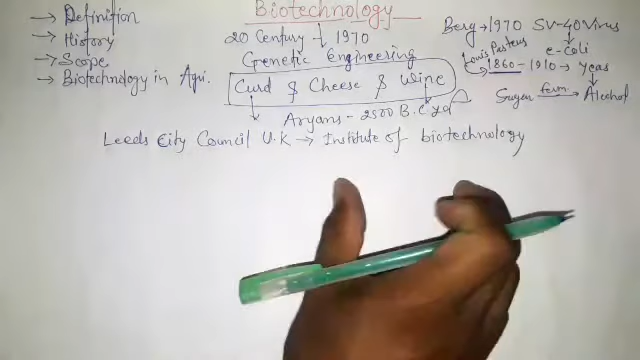 Biotechnology
→ Definition
→ History
→ Scope
→ Biotechnology in Agri.
20 Century ↓ 1970
Genetic engineering
Curd & Cheese & Wine
Aryans - 2500 B.C
Berg → 1970 SV-40 Virus
e-coli
Louis Pasteur
1860 - 1910 → yeas
Sugar ferm. → Alcohol
Leeds City Council U.K → Institute of biotechnology